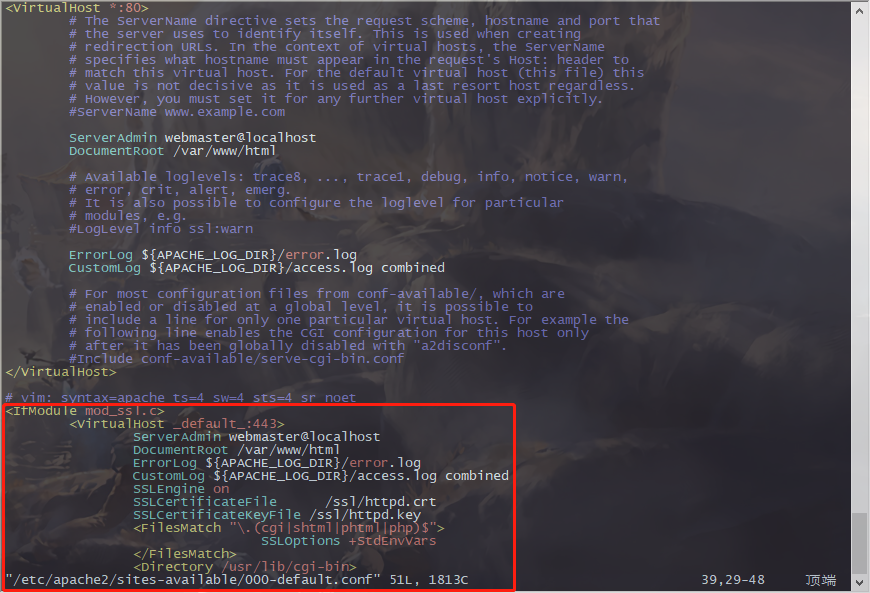 <VirtualHost *:80>
# The ServerName directive sets the request scheme, hostname and port that
# the server uses to identify itself. This is used when creating
# redirection URLs. In the context of virtual hosts, the ServerName
# specifies what hostname must appear in the request's Host: header to
# match this virtual host. For the default virtual host (this file) this
# value is not decisive as it is used as a last resort host regardless.
# However, you must set it for any further virtual host explicitly.
#ServerName www.example.com
ServerAdmin webmaster@localhost
DocumentRoot /var/www/html
# Available loglevels: trace8, ..., trace1, debug, info, notice, warn,
# error, crit, alert, emerg.
# It is also possible to configure the loglevel for particular
# modules, e.g.
#LogLevel info ssl:warn
ErrorLog ${APACHE_LOG_DIR}/error.log
CustomLog ${APACHE_LOG_DIR}/access.log combined
# For most configuration files from conf-available/, which are
# enabled or disabled at a global level, it is possible to
# include a line for only one particular virtual host. For example the
# following line enables the CGI configuration for this host only
# after it has been globally disabled with "a2disconf".
#Include conf-available/serve-cgi-bin.conf
</VirtualHost>
# vim: syntax=apache ts=4 sw=4 sts=4 sr noet
<IfModule mod_ssl.c>
<VirtualHost _default_:443>
ServerAdmin webmaster@localhost
DocumentRoot /var/www/html
ErrorLog ${APACHE_LOG_DIR}/error.log
CustomLog ${APACHE_LOG_DIR}/access.log combined
SSLEngine on
SSLCertificateFile /ssl/httpd.crt
SSLCertificateKeyFile /ssl/httpd.key
<FilesMatch "\.(cgi|shtml|phtml|php)$">
SSLOptions +StdEnvVars
</FilesMatch>
<Directory /usr/lib/cgi-bin>
"/etc/apache2/sites-available/000-default.conf" 51L, 1813C 39,29-48 顶端